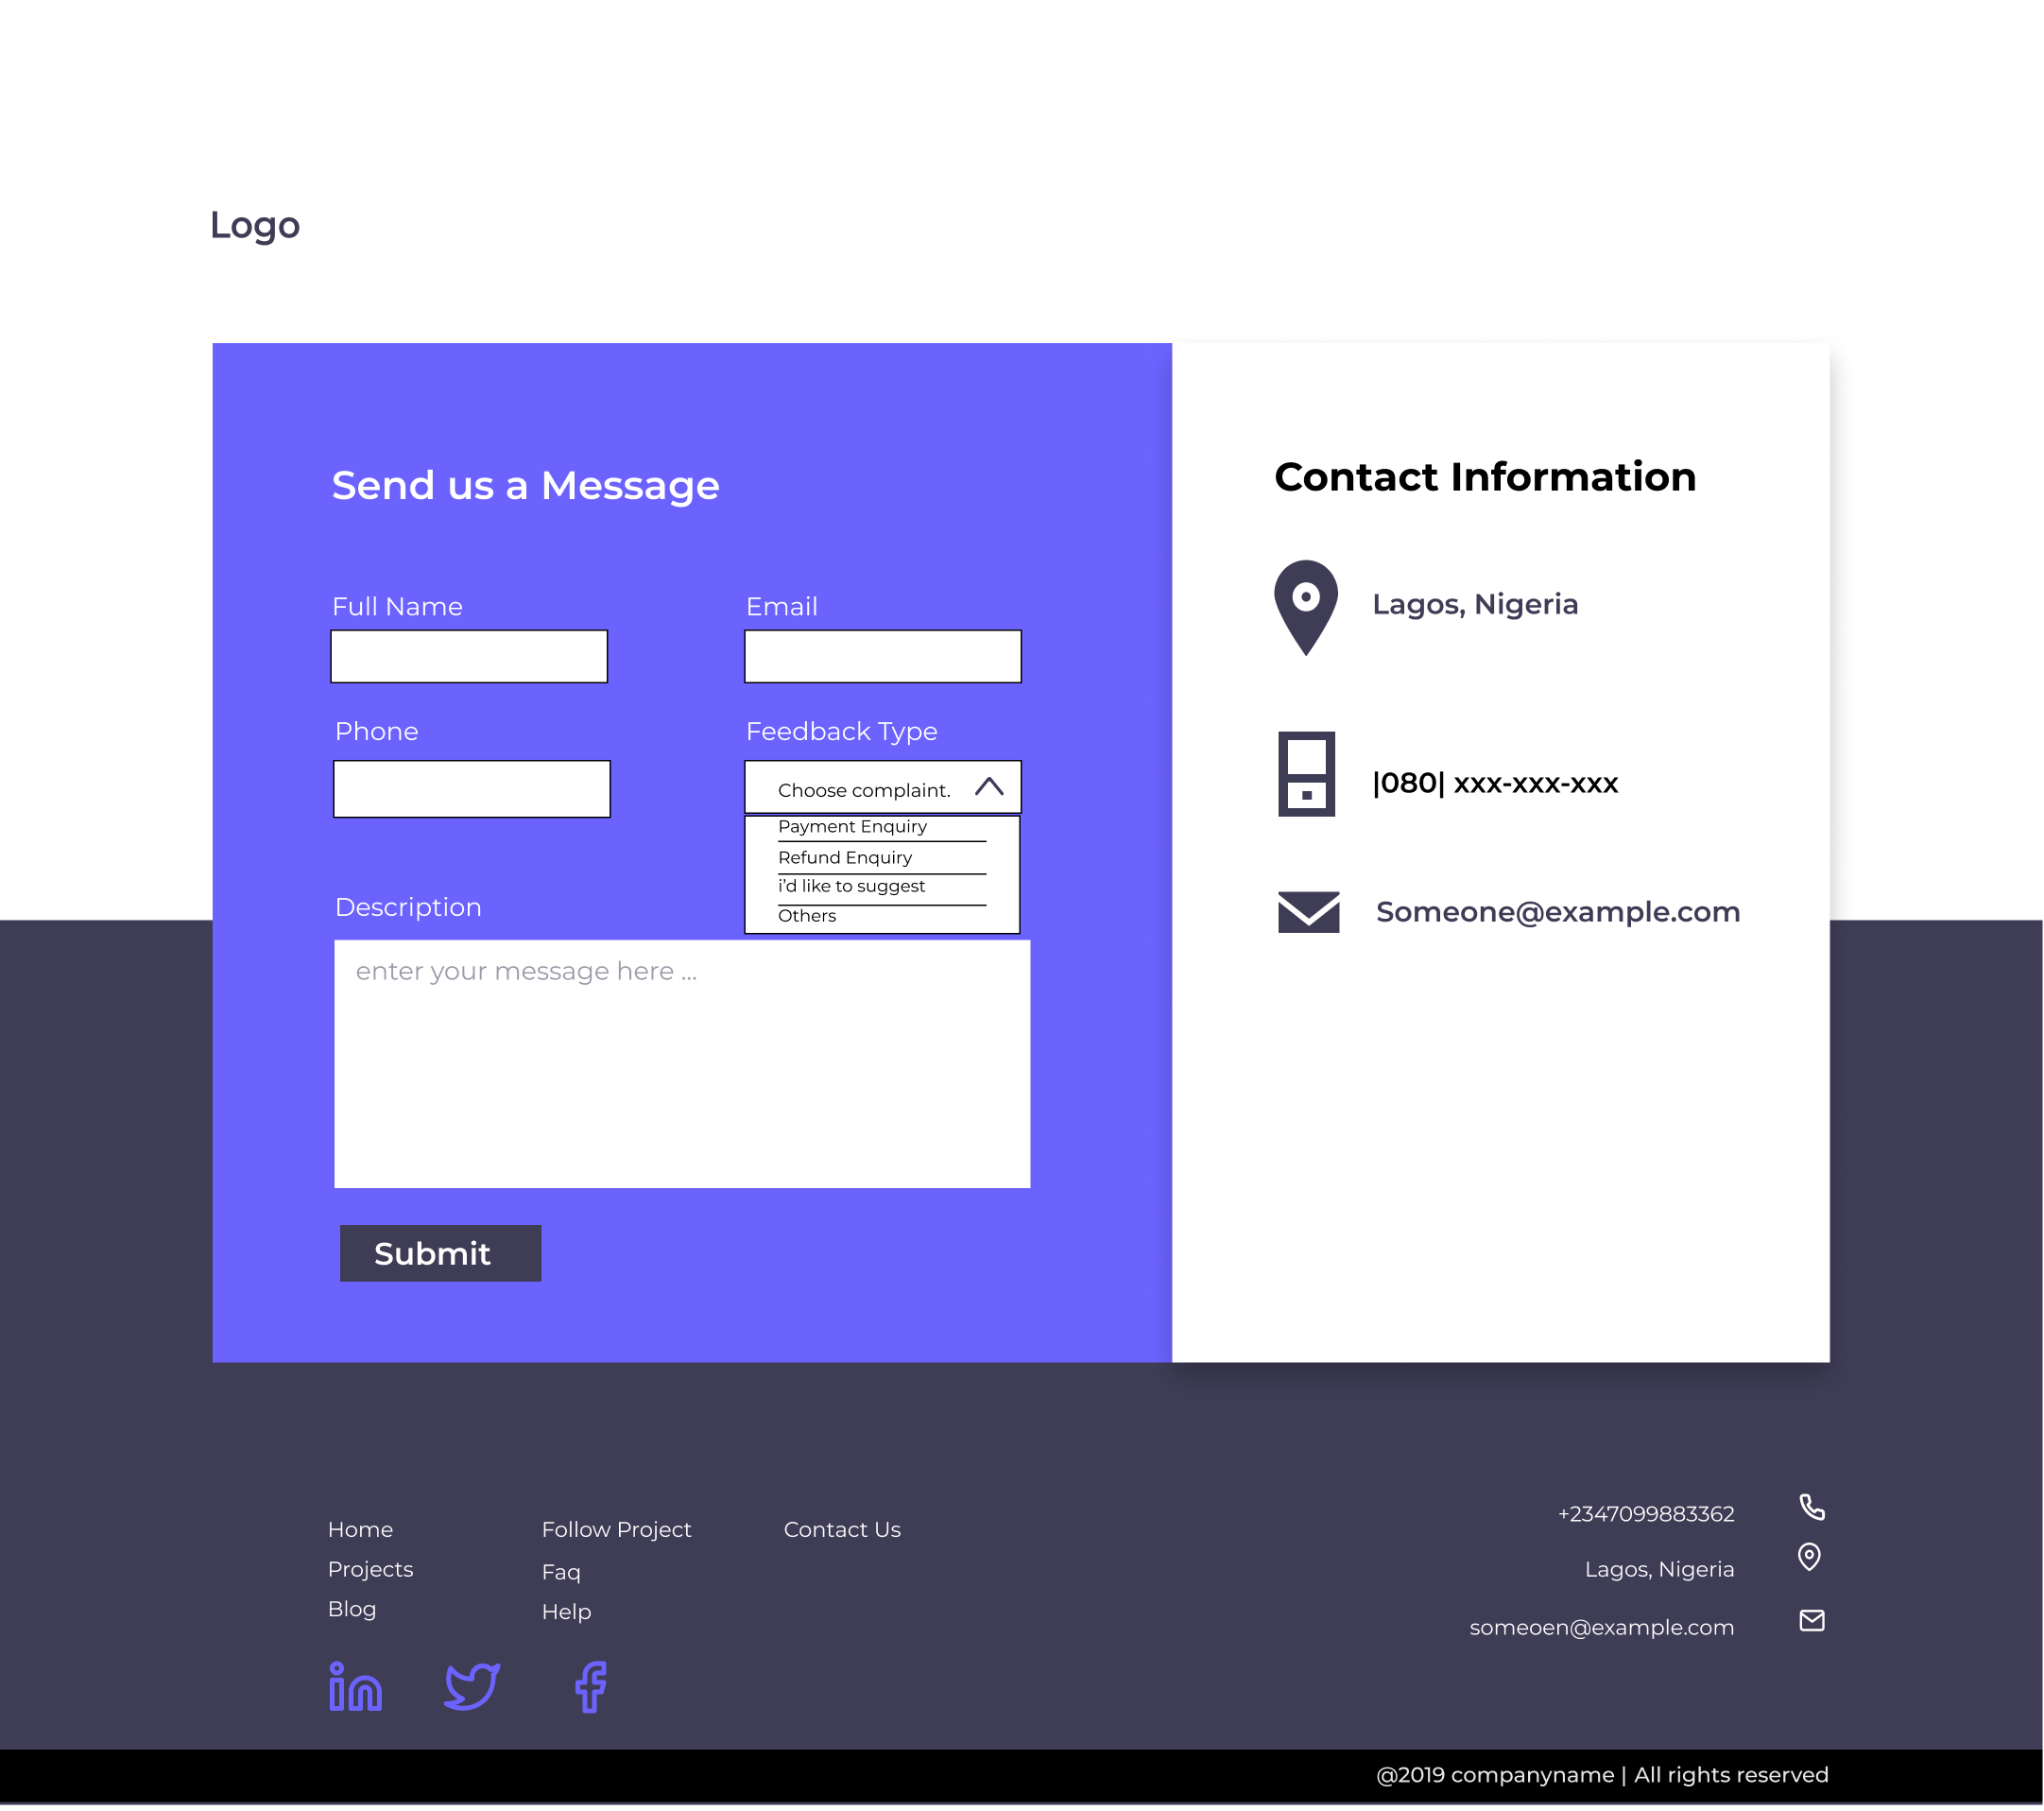 Logo
Send us a Message
Full Name
Email
Phone
Feedback Type
Choose complaint.
Payment Enquiry
Refund Enquiry
i'd like to suggest
Others
Description
enter your message here ...
Submit
Contact Information
Lagos, Nigeria
|080| xxx-xxx-xxx
Someone@example.com
Home
Projects
Blog
Follow Project
Faq
Help
Contact Us
+2347099883362
Lagos, Nigeria
someoen@example.com
@2019 companyname | All rights reserved